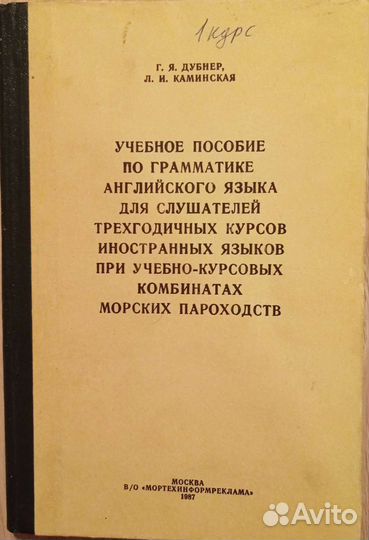 1 курс
Г. Я. ДУБНЕР,
Л. И. КАМИНСКАЯ
УЧЕБНОЕ ПОСОБИЕ
ПО ГРАММАТИКЕ
АНГЛИЙСКОГО ЯЗЫКА
ДЛЯ СЛУШАТЕЛЕЙ
ТРЕХГОДИЧНЫХ КУРСОВ
ИНОСТРАННЫХ ЯЗЫКОВ
ПРИ УЧЕБНО-КУРСОВЫХ
КОМБИНАТАХ
МОРСКИХ ПАРОХОДСТВ
МОСКВА
В/О «МОРТЕХИНФОРМРЕКЛАМА»
1987
Avito